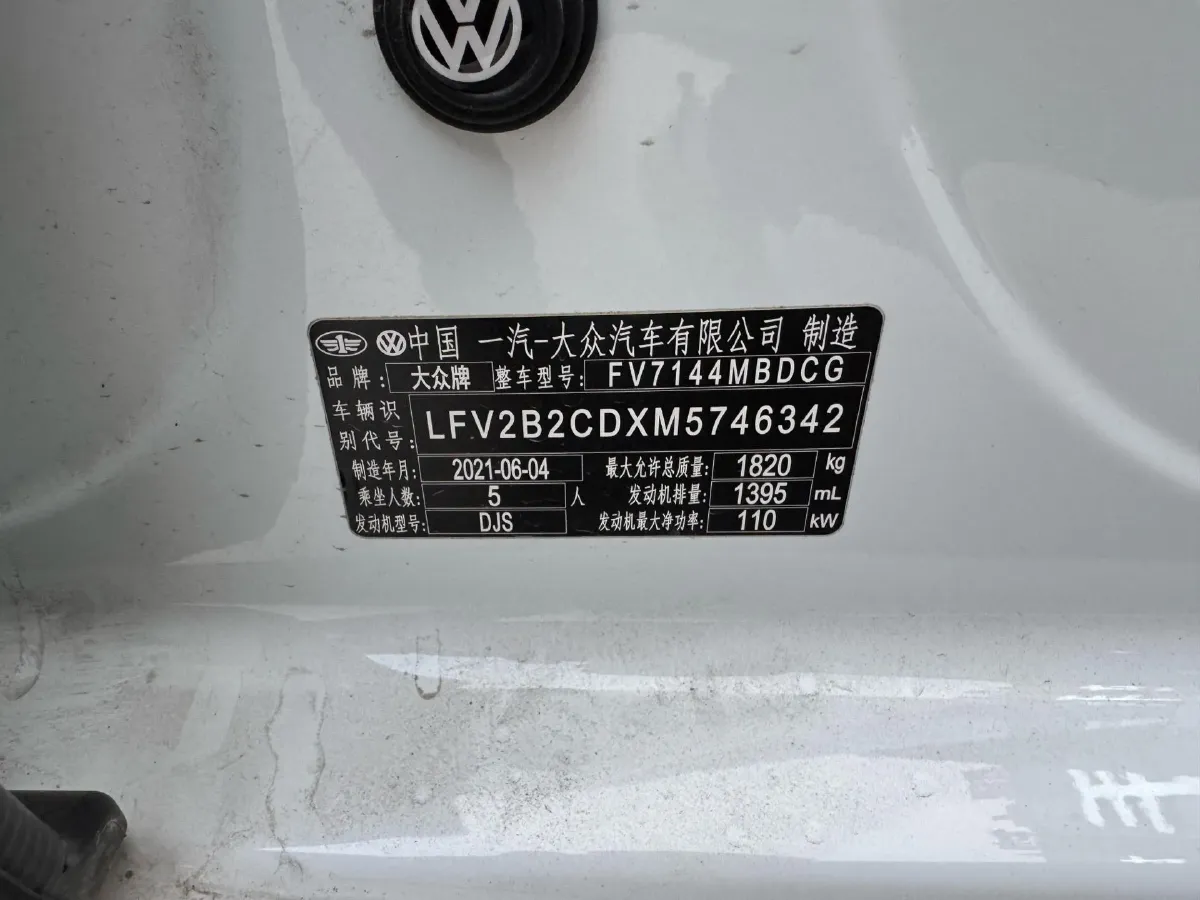 中国 一汽-大众汽车有限公司 制造
品牌: 大众牌 整车型号: FV7144MBDCG
车辆识别代号: LFV2B2CDXM5746342
制造年月: 2021-06-04 最大允许总质量: 1820 kg
乘坐人数: 5 人 发动机排量: 1395 mL
发动机型号: DJS 发动机最大净功率: 110 kW